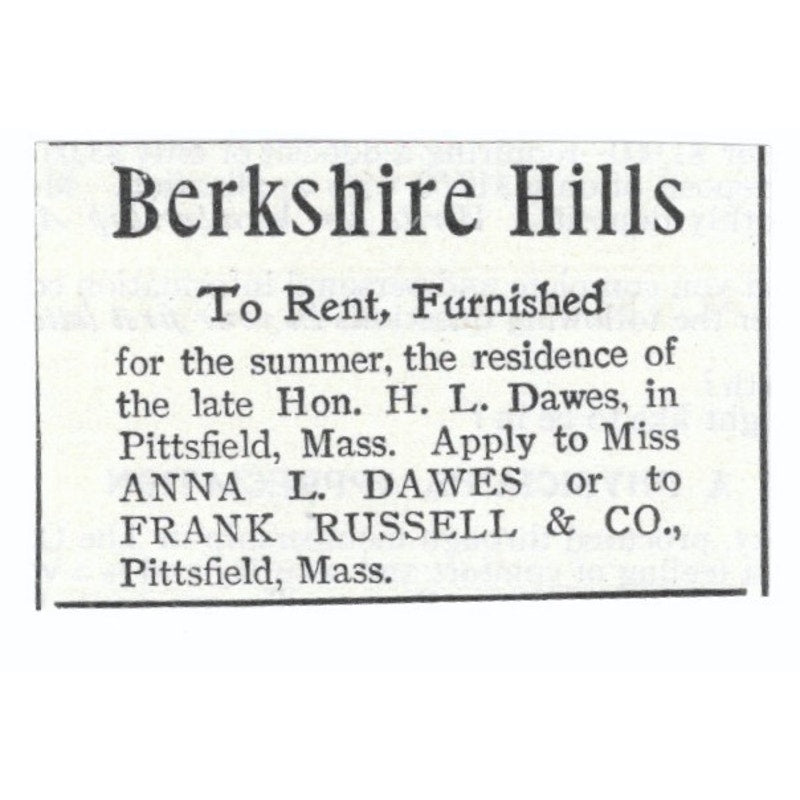 Berkshire Hills
To Rent, Furnished
for the summer, the residence of
the late Hon. H. L. Dawes, in
Pittsfield, Mass. Apply to Miss
ANNA L. DAWES or to
FRANK RUSSELL & CO.,
Pittsfield, Mass.